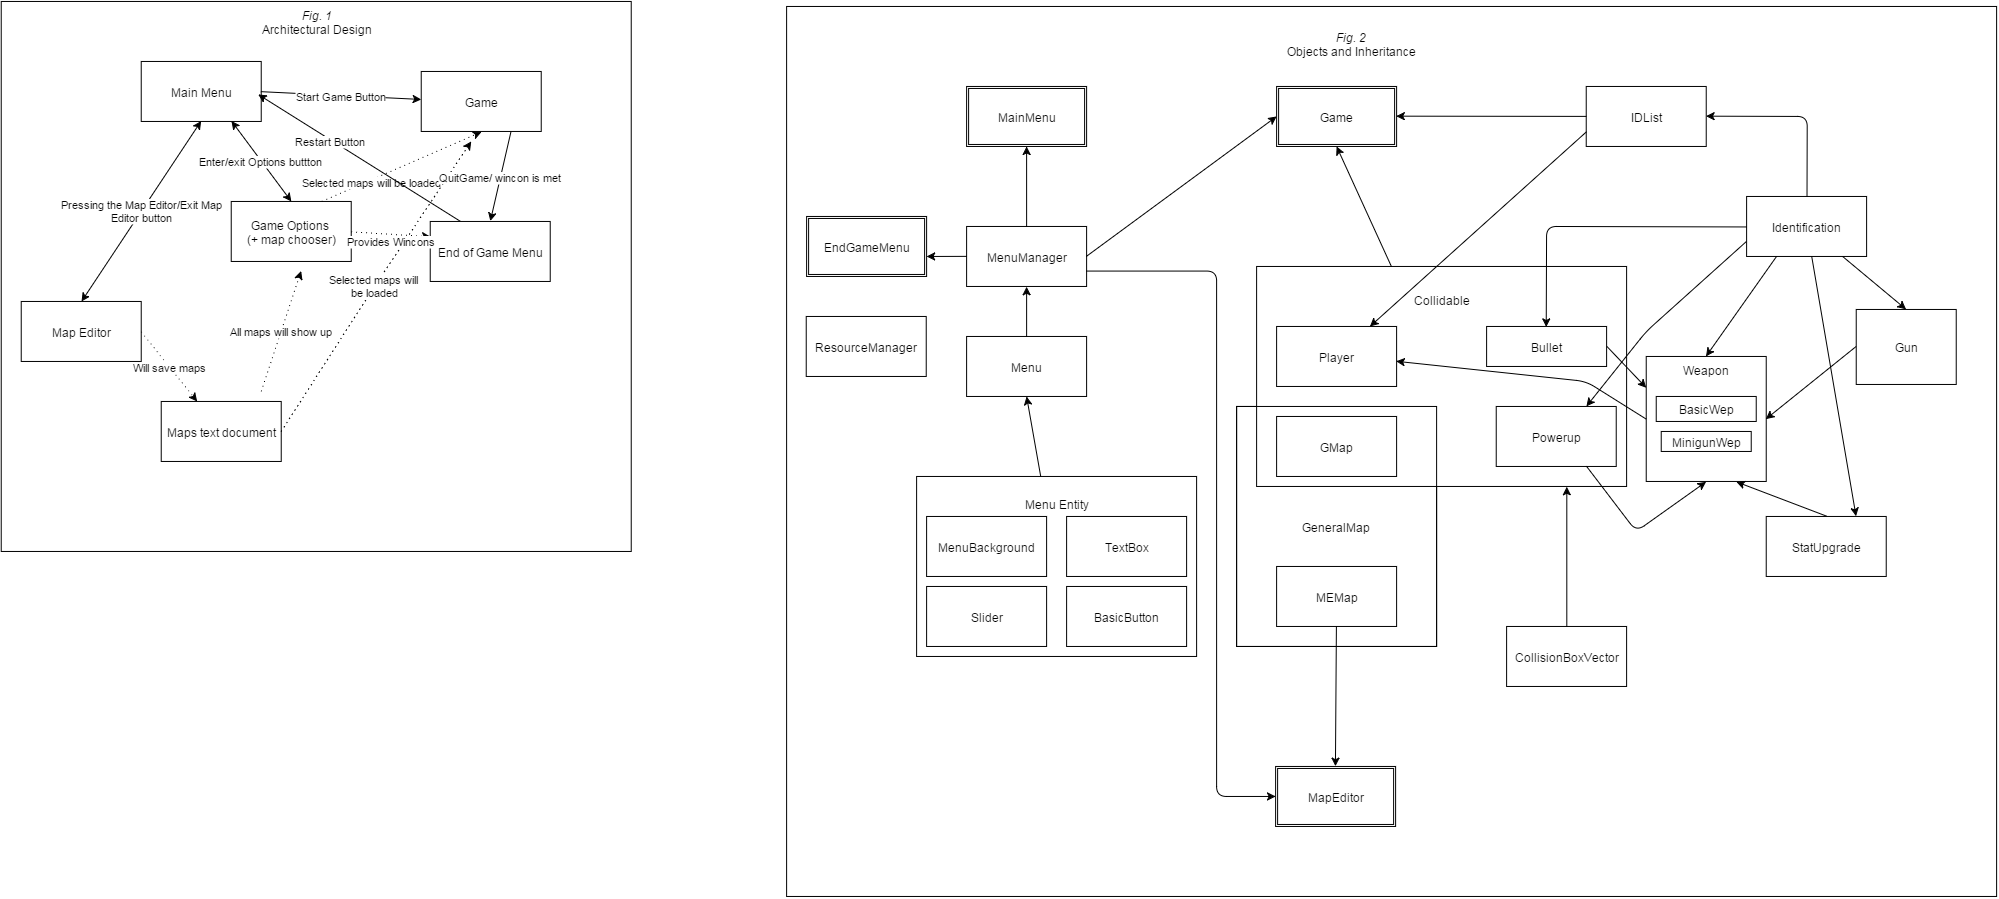 Fig. 1
Architectural Design
Main Menu
Game
Start Game Button
Restart Button
Enter/exit Options buttton
Selected maps will be loaded
QuitGame/ wincon is met
Pressing the Map Editor/Exit Map
Editor button
Game Options
(+ map chooser)
Provides Wincons
End of Game Menu
Selected maps will
be loaded
Map Editor
All maps will show up
Will save maps
Maps text document
Fig. 2
Objects and Inheritance
MainMenu
Game
IDList
EndGameMenu
MenuManager
Identification
Collidable
ResourceManager
Menu
Player
Bullet
Gun
Weapon
BasicWep
MinigunWep
GMap
Powerup
Menu Entity
MenuBackground
TextBox
Slider
BasicButton
GeneralMap
MEMap
StatUpgrade
CollisionBoxVector
MapEditor